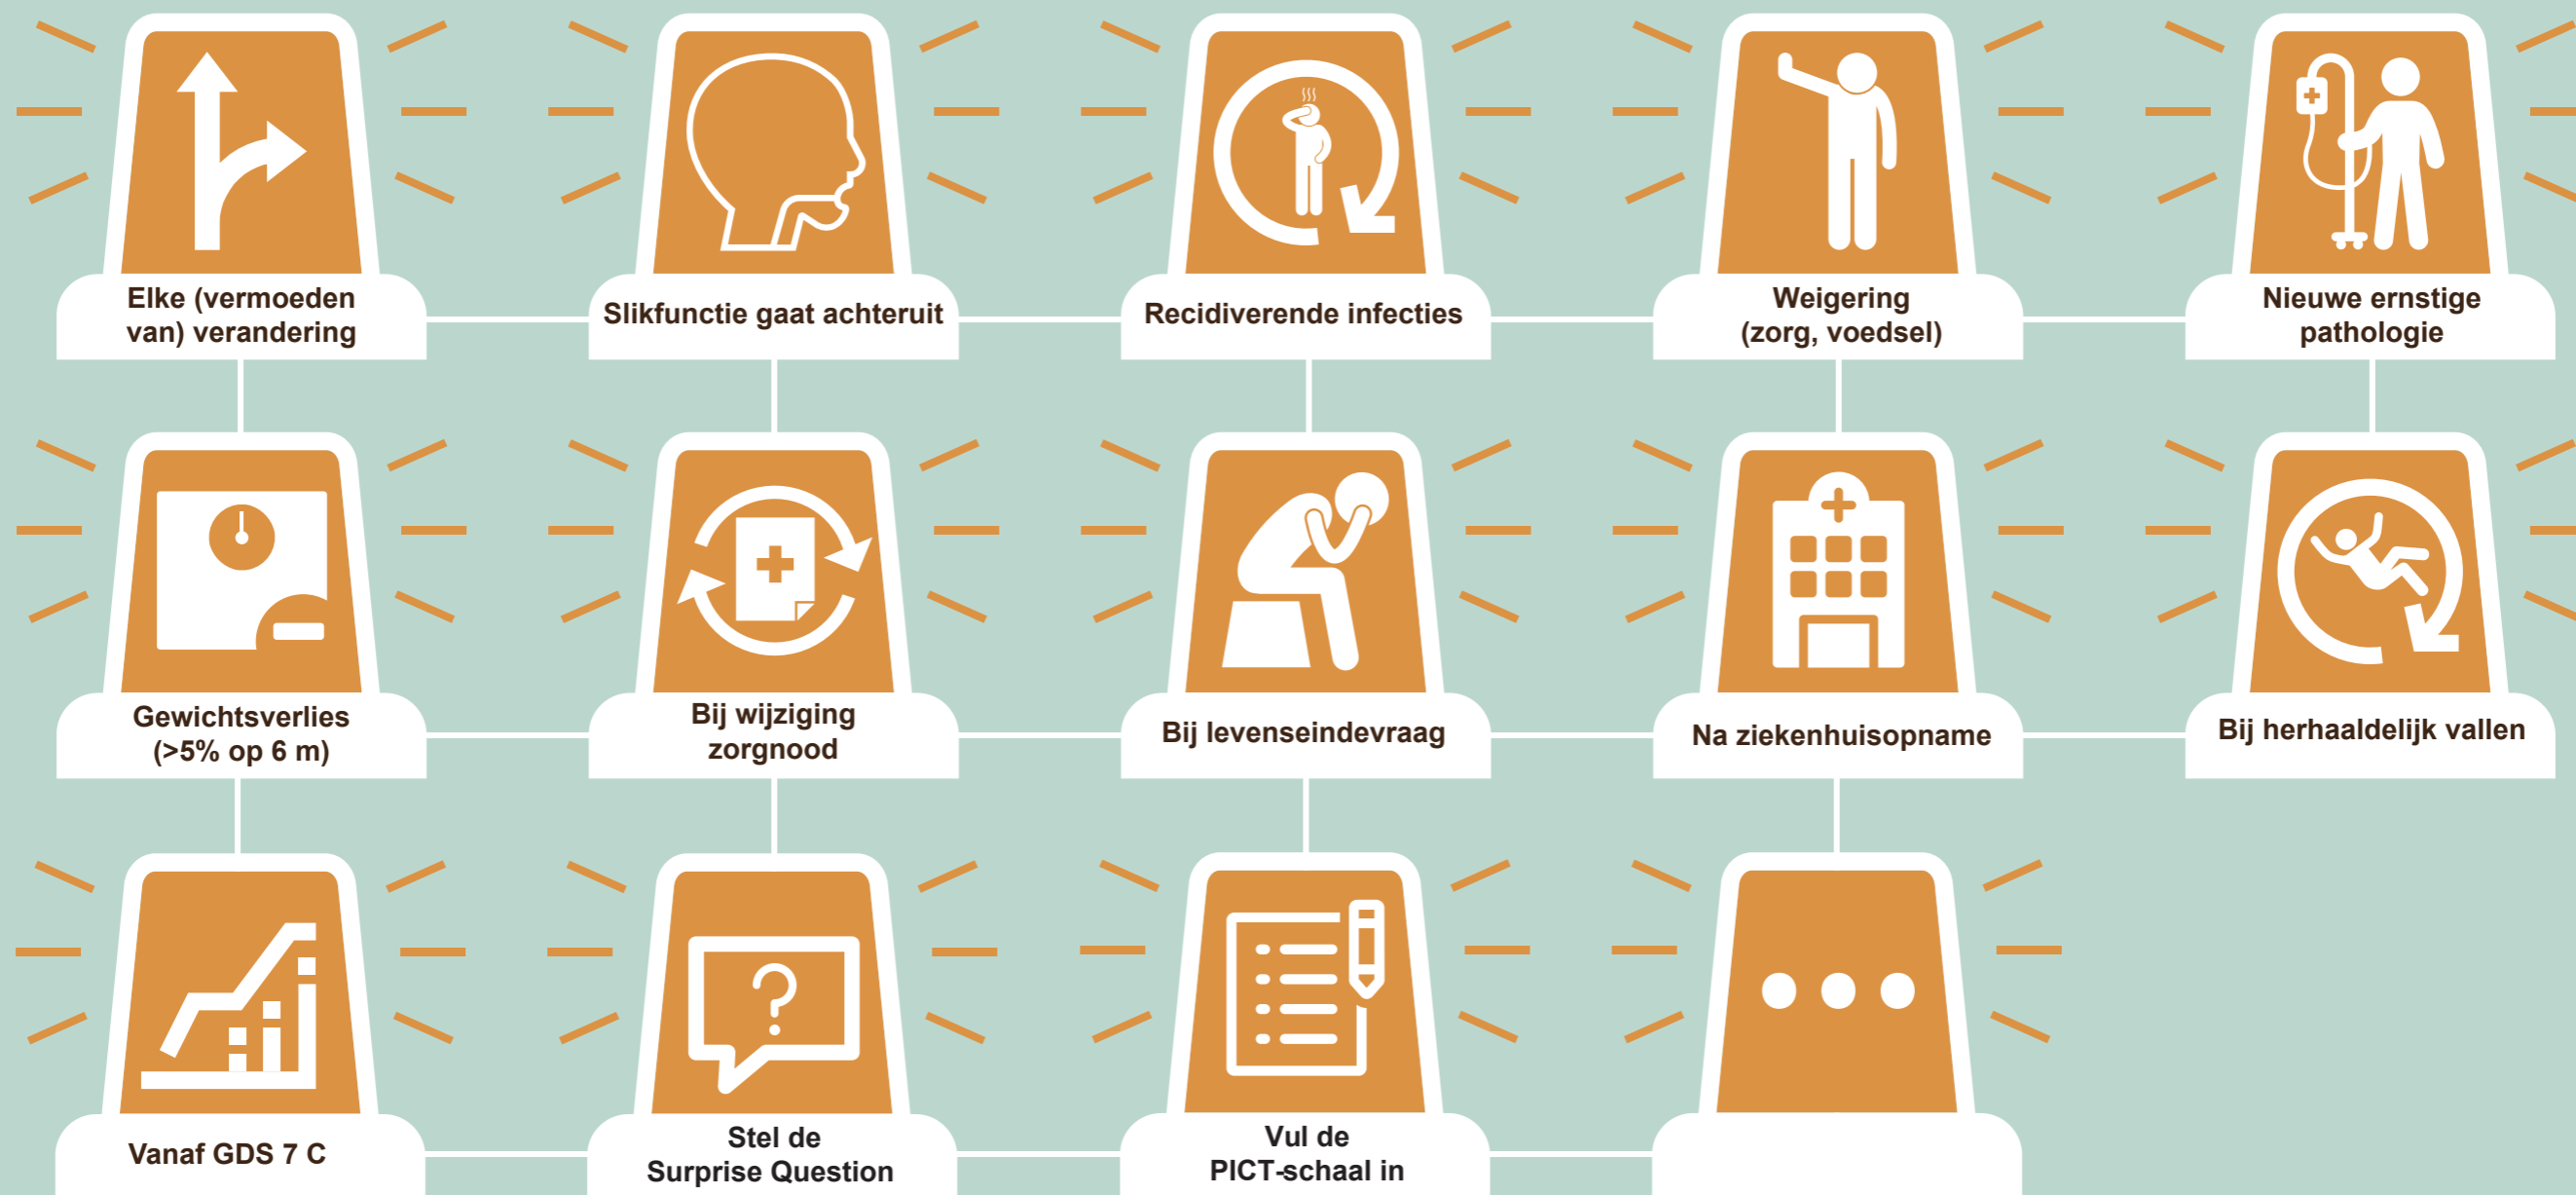 Elke (vermoeden
van) verandering
Slikfunctie gaat achteruit
Recidiverende infecties
Weigering
(zorg, voedsel)
Nieuwe ernstige
pathologie
Gewichtsverlies
(>5% op 6 m)
Bij wijziging
zorgnood
Bij levenseindevraag
Na ziekenhuisopname
Bij herhaaldelijk vallen
Vanaf GDS 7 C
Stel de
Surprise Question
Vul de
PICT-schaal in